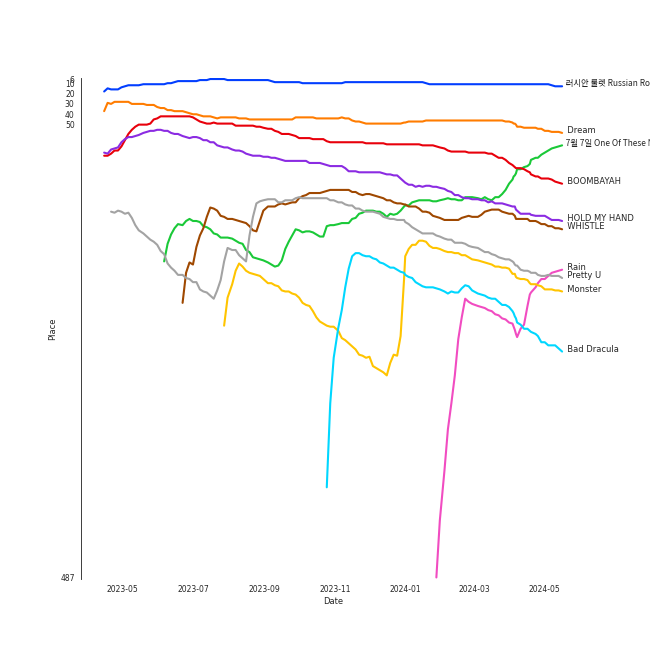 6
10
20
30
40
50
487
Place
러시안 룰렛 Russian Ro
Dream
7월 7일 One Of These N
BOOMBAYAH
HOLD MY HAND
WHISTLE
Rain
Pretty U
Monster
Bad Dracula
2023-05 2023-07 2023-09 2023-11 2024-01 2024-03 2024-05
Date